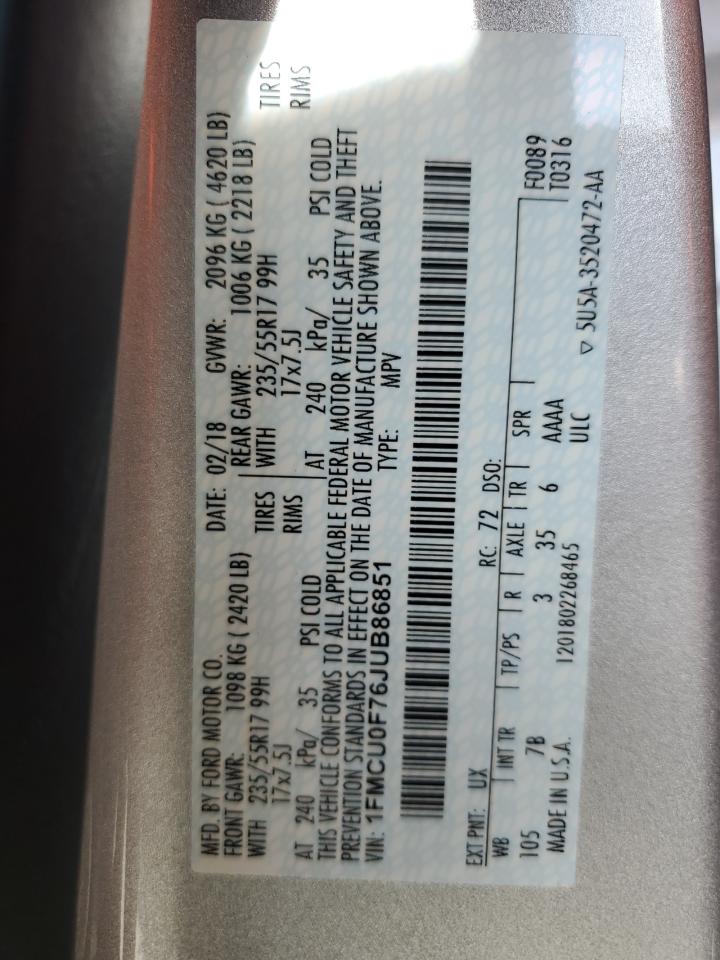 MFD. BY FORD MOTOR CO.
DATE: 02/18 GVWR: 2096 KG ( 4620 LB)
FRONT GAWR: 1098 KG ( 2420 LB) REAR GAWR: 1006 KG ( 2218 LB)
WITH 235/55R17 99H TIRES WITH 235/55R17 99H TIRES
17x7.5J RIMS 17x7.5J RIMS
AT 240 kPa/ 35 PSI COLD AT 240 kPa/ 35 PSI COLD
THIS VEHICLE CONFORMS TO ALL APPLICABLE FEDERAL MOTOR VEHICLE SAFETY AND THEFT
PREVENTION STANDARDS IN EFFECT ON THE DATE OF MANUFACTURE SHOWN ABOVE.
VIN: 1FMCU0F76JUB86851 TYPE: MPV
EXT PNT: UX RC: 72 DSO:
WB INT TR TP/PS R AXLE TR SPR F0089
105 7B 3 35 6 AAAA T0316
MADE IN U.S.A. 1201802268465 ULC ▽ 5U5A-3520472-AA